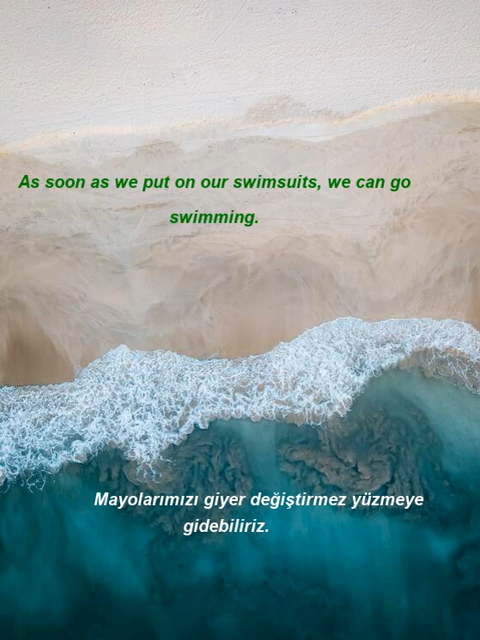 As soon as we put on our swimsuits, we can go
swimming.
Mayolarımızı giyer değiştirmez yüzmeye
gidebiliriz.